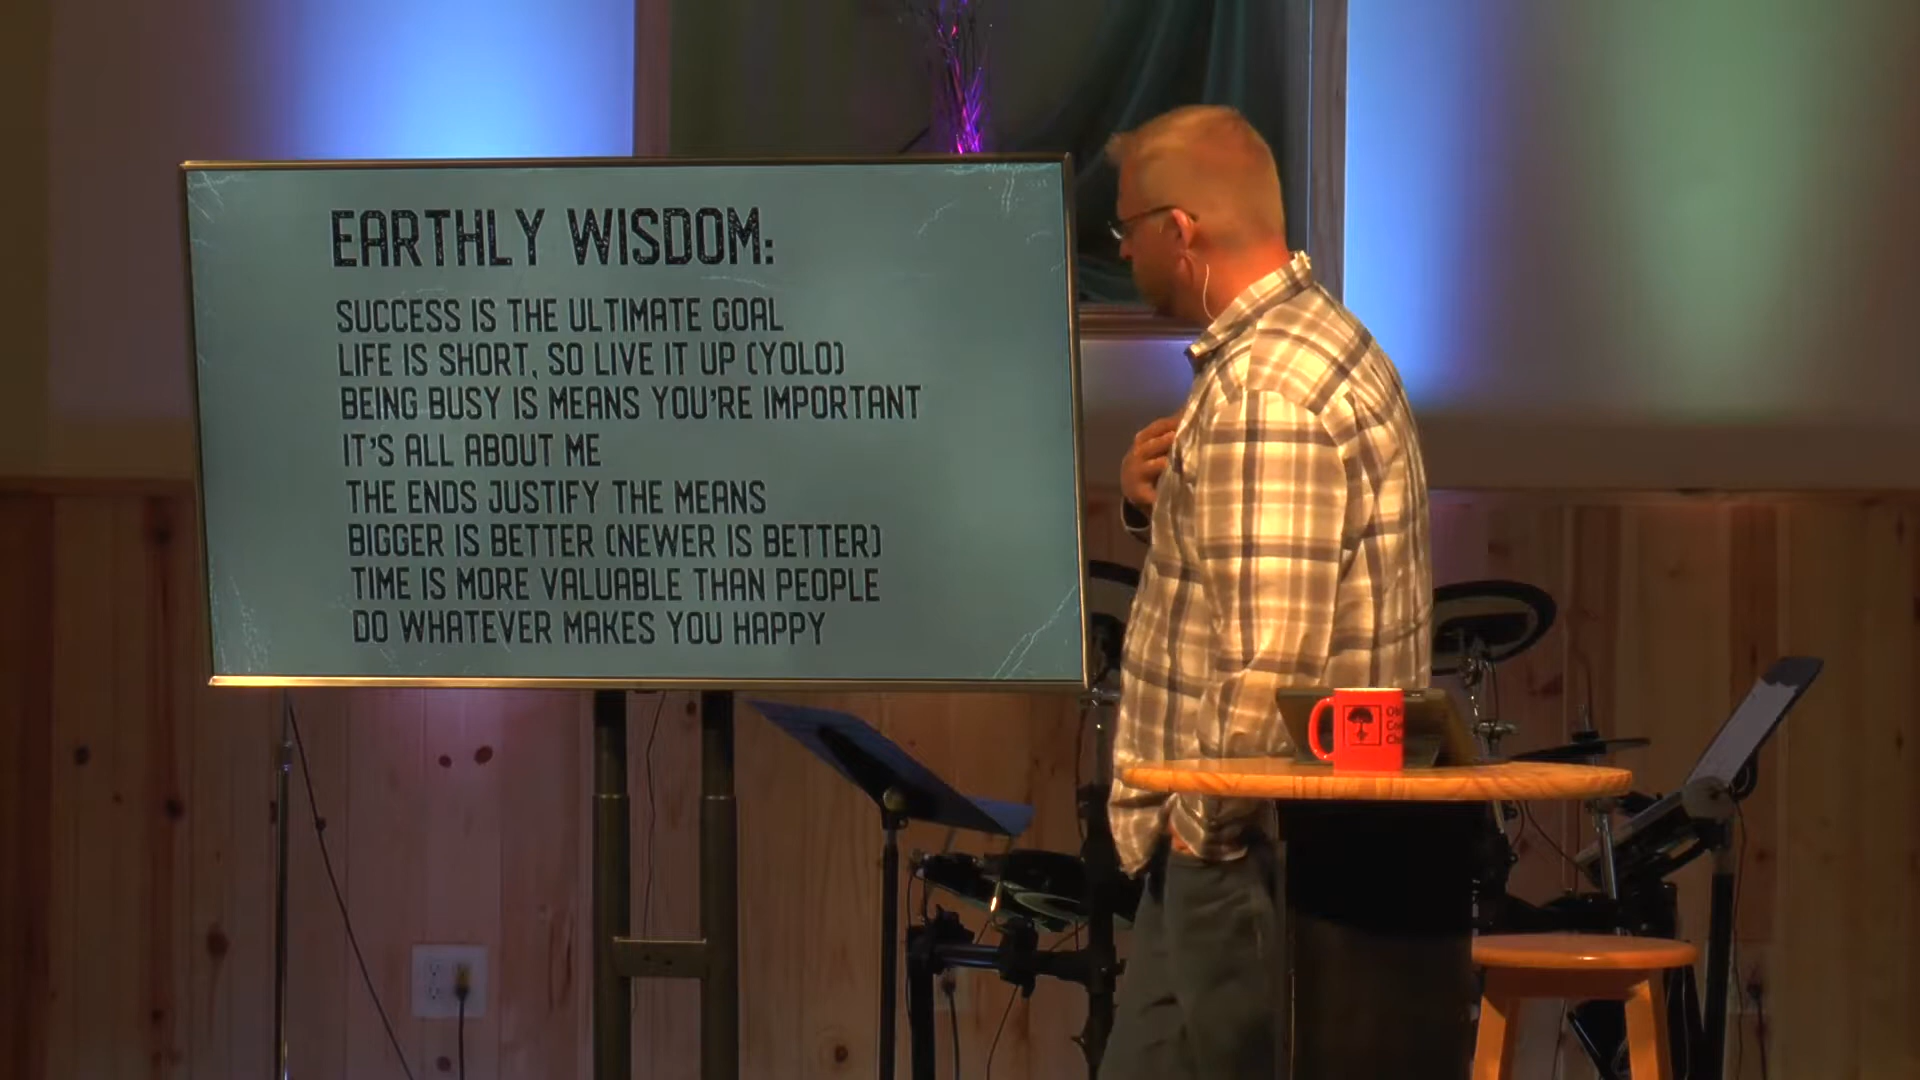 EARTHLY WISDOM:
SUCCESS IS THE ULTIMATE GOAL
LIFE IS SHORT, SO LIVE IT UP (YOLO)
BEING BUSY IS MEANS YOU'RE IMPORTANT
IT'S ALL ABOUT ME
THE ENDS JUSTIFY THE MEANS
BIGGER IS BETTER (NEWER IS BETTER)
TIME IS MORE VALUABLE THAN PEOPLE
DO WHATEVER MAKES YOU HAPPY